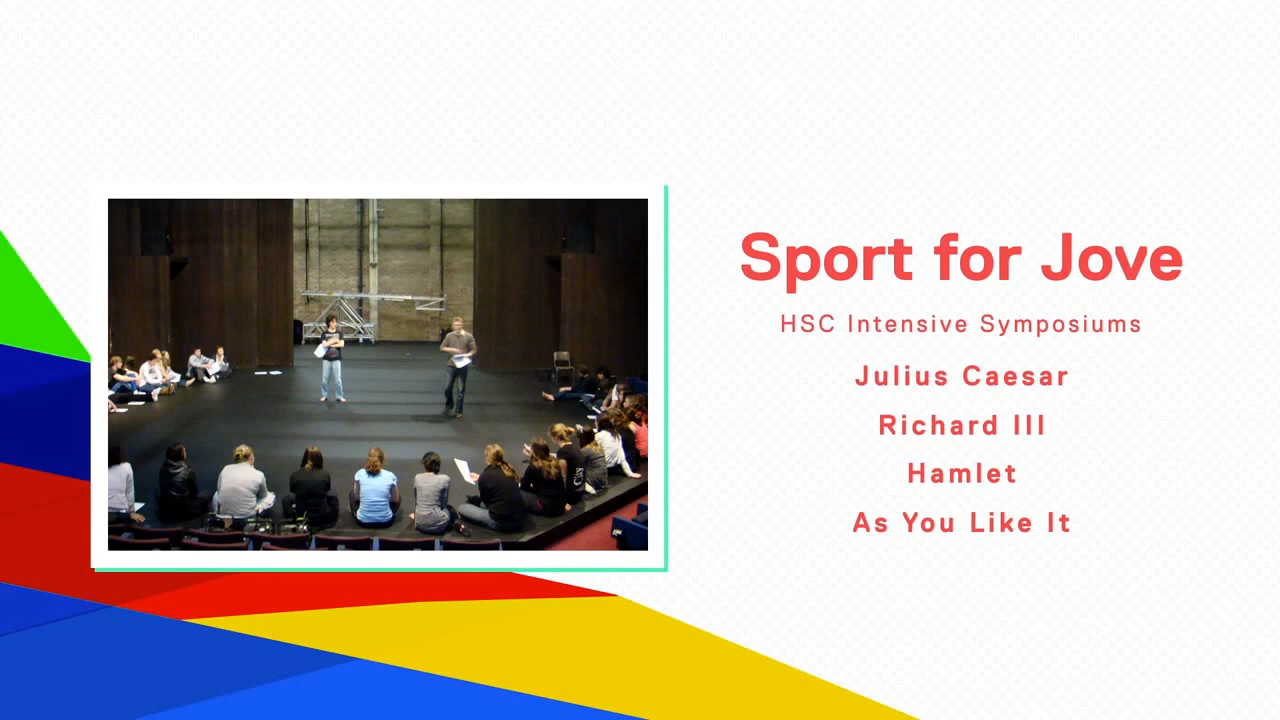 Sport for Jove
HSC Intensive Symposiums
Julius Caesar
Richard III
Hamlet
As You Like It